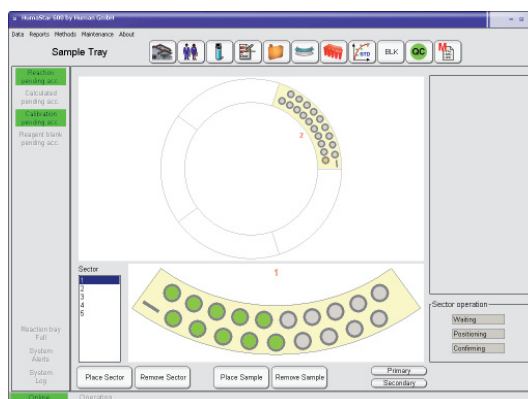 HumaStar 600 by Human GmbH
Data Reports Methods Maintenance About
Sample Tray
STD
BLK
QC
M
Reaction
pending acc.
Calculated
pending acc.
Calibration
pending acc.
Reagent blank
pending acc.
2
Sector
1
2
3
4
5
1
Sector operation
Waiting
Positioning
Confirming
Reaction tray
Full
System
Alerts
System
Log
Place Sector
Remove Sector
Place Sample
Remove Sample
Primary
Secondary
Online
Operation